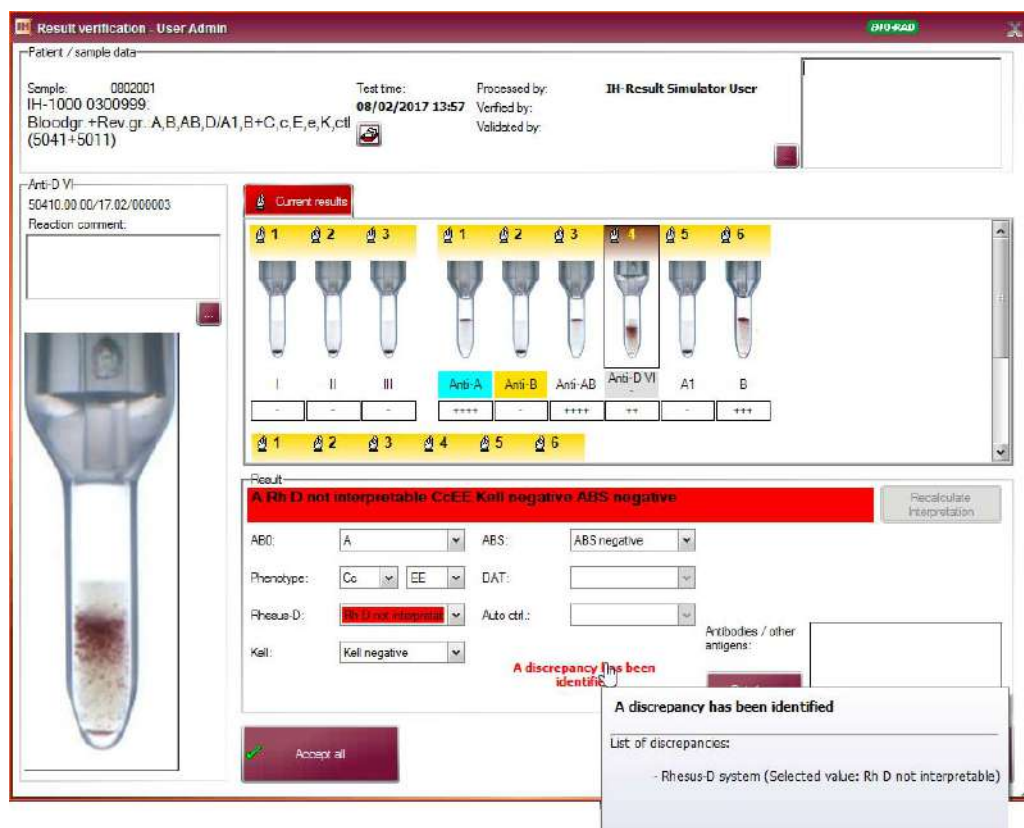 IH Result verification - User Admin
BIO-RAD
Patient / sample data
Sample: 0802001
IH-1000 0300999:
Bloodgr.+Rev.gr.:A,B,AB,D/A1,B+C,c,E,e,K,ctl
(5041+5011)
Test time:
08/02/2017 13:57
Processed by: IH-Result Simulator User
Verified by:
Validated by:
...
Anti-D VI-
50410.00.00/17.02/000003
Reaction comment:
...
Current results
1 2 3 1 2 3 4 5 6
I II III Anti-A Anti-B Anti-AB Anti-D VI- A1 B
- - - ++++ - ++++ ++ - +++
1 2 3 4 5 6
Result
A Rh D not interpretable CcEE Kell negative ABS negative
Recalculate
Interpretation
AB0: A ABS: ABS negative
Phenotype: Cc EE DAT:
Rhesus-D: Rh D not interpretat Auto ctrl.:
Kell: Kell negative
Antibodies / other
antigens:
A discrepancy has been
identifie
Accept all
A discrepancy has been identified
List of discrepancies:
- Rhesus-D system (Selected value: Rh D not interpretable)